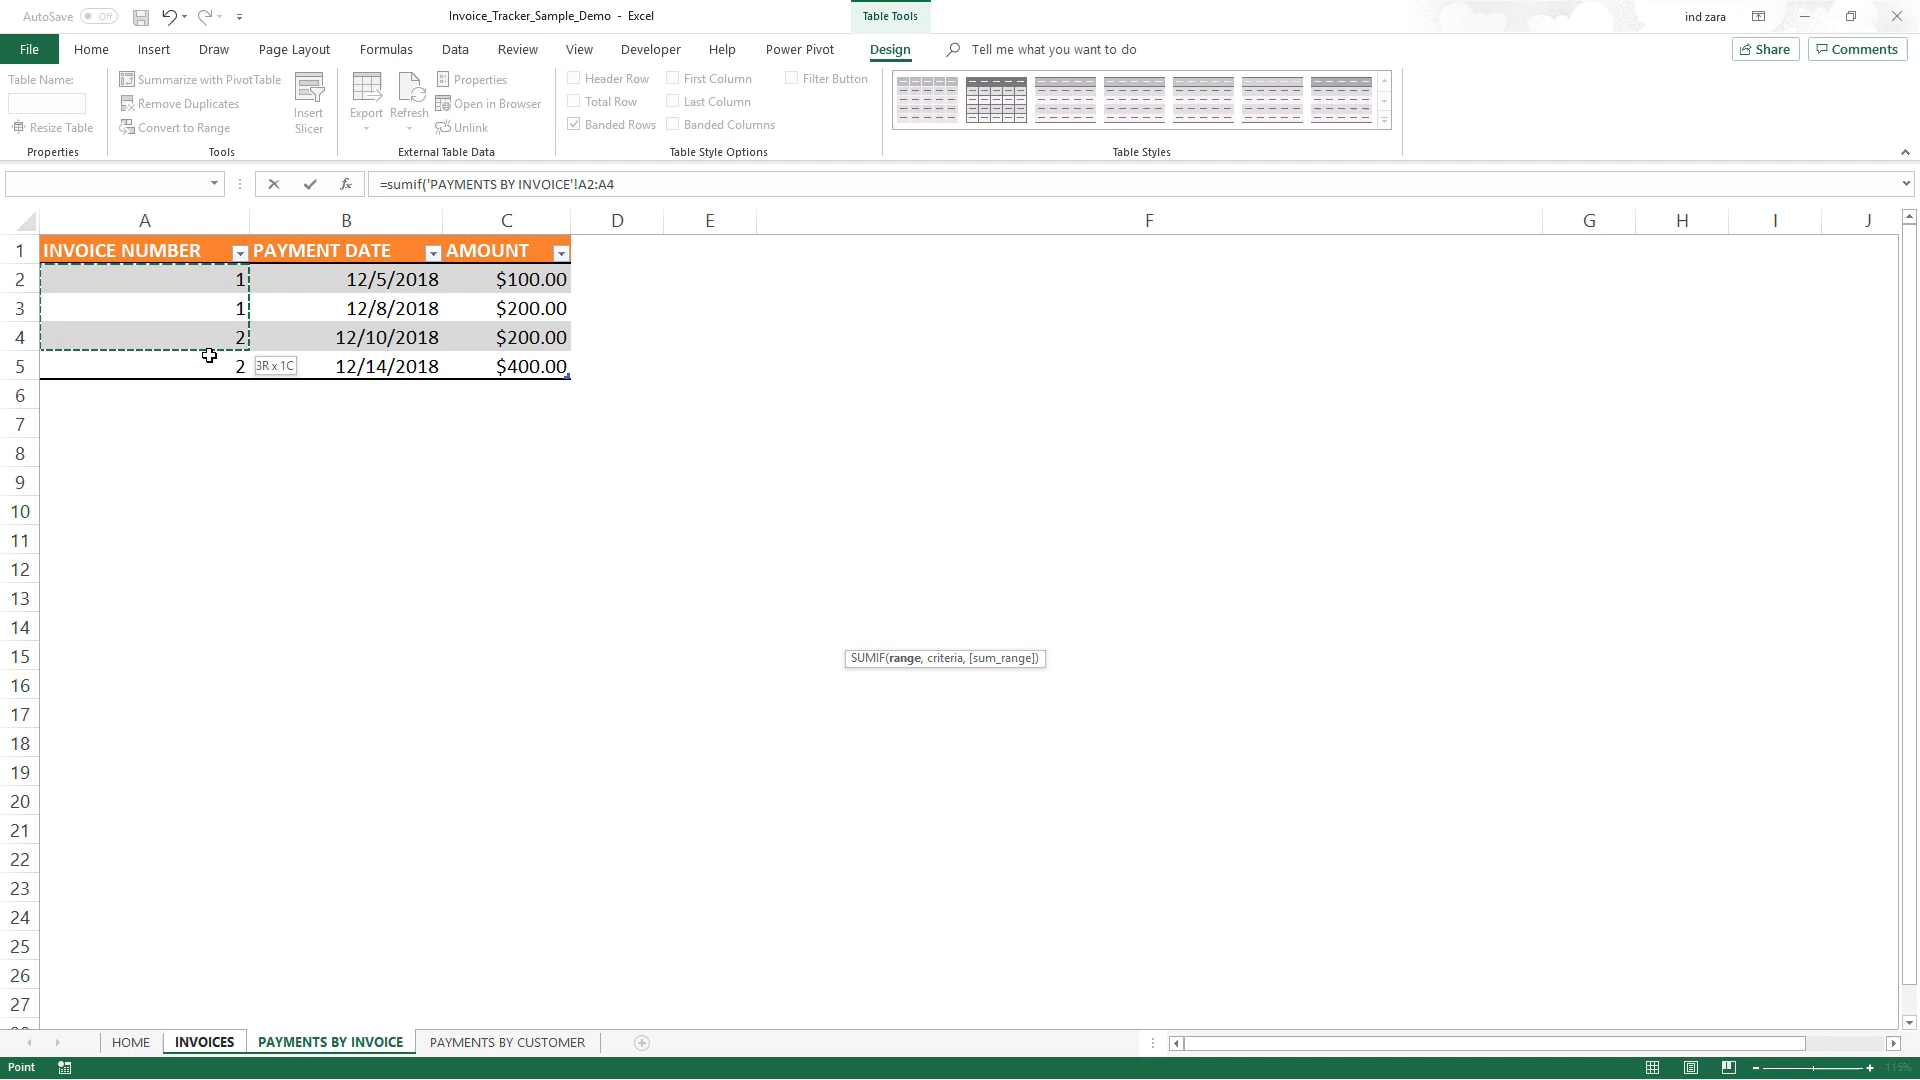 AutoSave Off
Invoice_Tracker_Sample_Demo - Excel
Table Tools
ind zara
File Home Insert Draw Page Layout Formulas Data Review View Developer Help Power Pivot Design Tell me what you want to do
Share Comments
Table Name:
Resize Table
Properties
Summarize with PivotTable
Remove Duplicates
Convert to Range
Insert
Slicer
Tools
Export
Refresh
Properties
Open in Browser
Unlink
External Table Data
Header Row First Column Filter Button
Total Row Last Column
Banded Rows Banded Columns
Table Style Options
Table Styles
fx =sumif('PAYMENTS BY INVOICE'!A2:A4
A B C D E F G H I J
1 INVOICE NUMBER PAYMENT DATE AMOUNT
2 1 12/5/2018 $100.00
3 1 12/8/2018 $200.00
4 2 12/10/2018 $200.00
5 2 12/14/2018 $400.00
3R x 1C
6
7
8
9
10
11
12
13
14
15
SUMIF(range, criteria, [sum_range])
16
17
18
19
20
21
22
23
24
25
26
27
HOME INVOICES PAYMENTS BY INVOICE PAYMENTS BY CUSTOMER
Point
115%